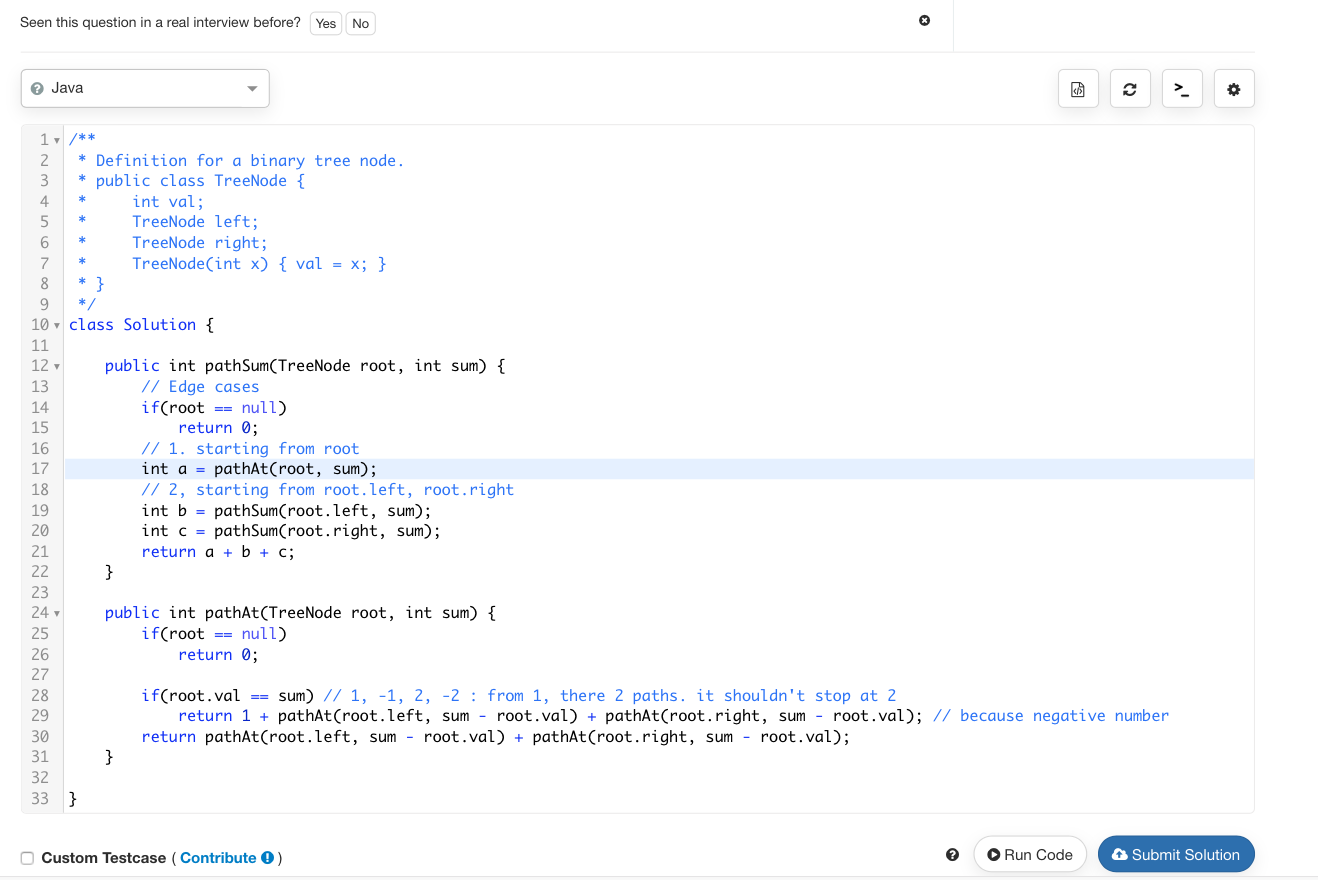 Seen this question in a real interview before? Yes No
Java
>_
1 /**
2  * Definition for a binary tree node.
3  * public class TreeNode {
4  *     int val;
5  *     TreeNode left;
6  *     TreeNode right;
7  *     TreeNode(int x) { val = x; }
8  * }
9  */
10 class Solution {
11
12     public int pathSum(TreeNode root, int sum) {
13         // Edge cases
14         if(root == null)
15             return 0;
16         // 1. starting from root
17         int a = pathAt(root, sum);
18         // 2, starting from root.left, root.right
19         int b = pathSum(root.left, sum);
20         int c = pathSum(root.right, sum);
21         return a + b + c;
22     }
23
24     public int pathAt(TreeNode root, int sum) {
25         if(root == null)
26             return 0;
27
28         if(root.val == sum) // 1, -1, 2, -2 : from 1, there 2 paths. it shouldn't stop at 2
29             return 1 + pathAt(root.left, sum - root.val) + pathAt(root.right, sum - root.val); // because negative number
30         return pathAt(root.left, sum - root.val) + pathAt(root.right, sum - root.val);
31     }
32
33 }
Custom Testcase ( Contribute ) Run Code Submit Solution